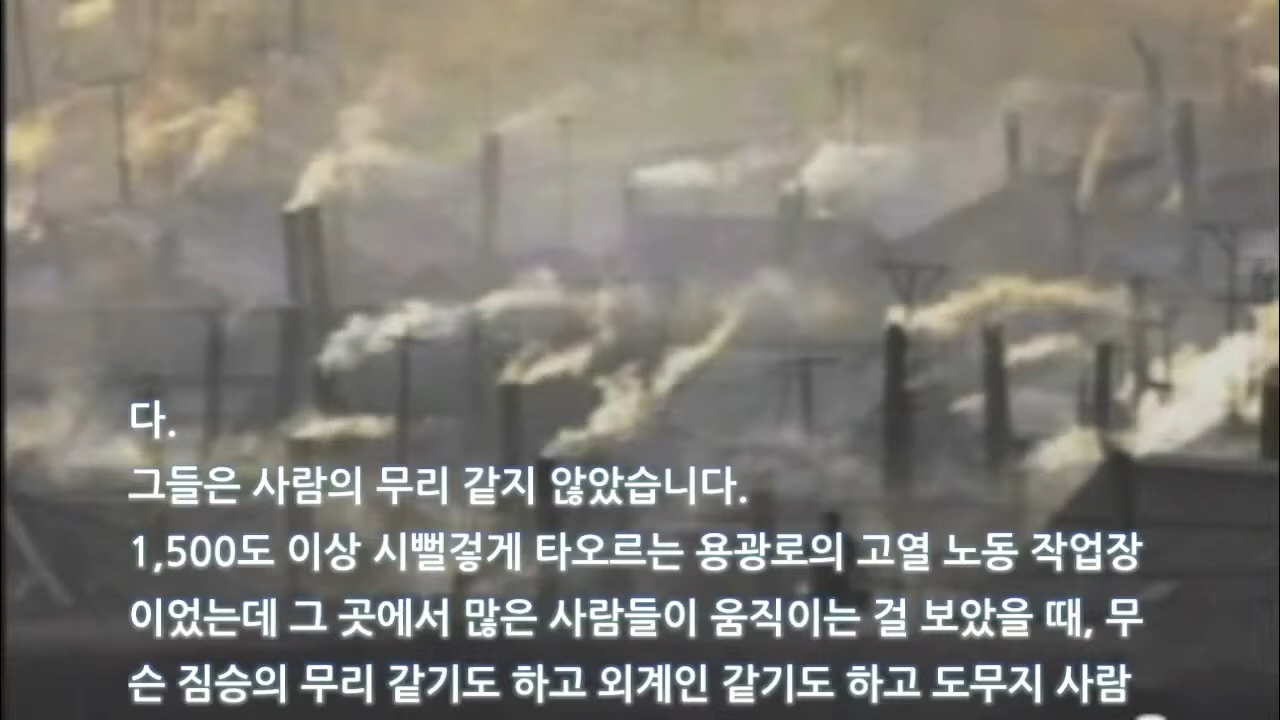 다.
그들은 사람의 무리 같지 않았습니다.
1,500도 이상 시뻘겋게 타오르는 용광로의 고열 노동 작업장
이었는데 그 곳에서 많은 사람들이 움직이는 걸 보았을 때, 무
슨 짐승의 무리 같기도 하고 외계인 같기도 하고 도무지 사람